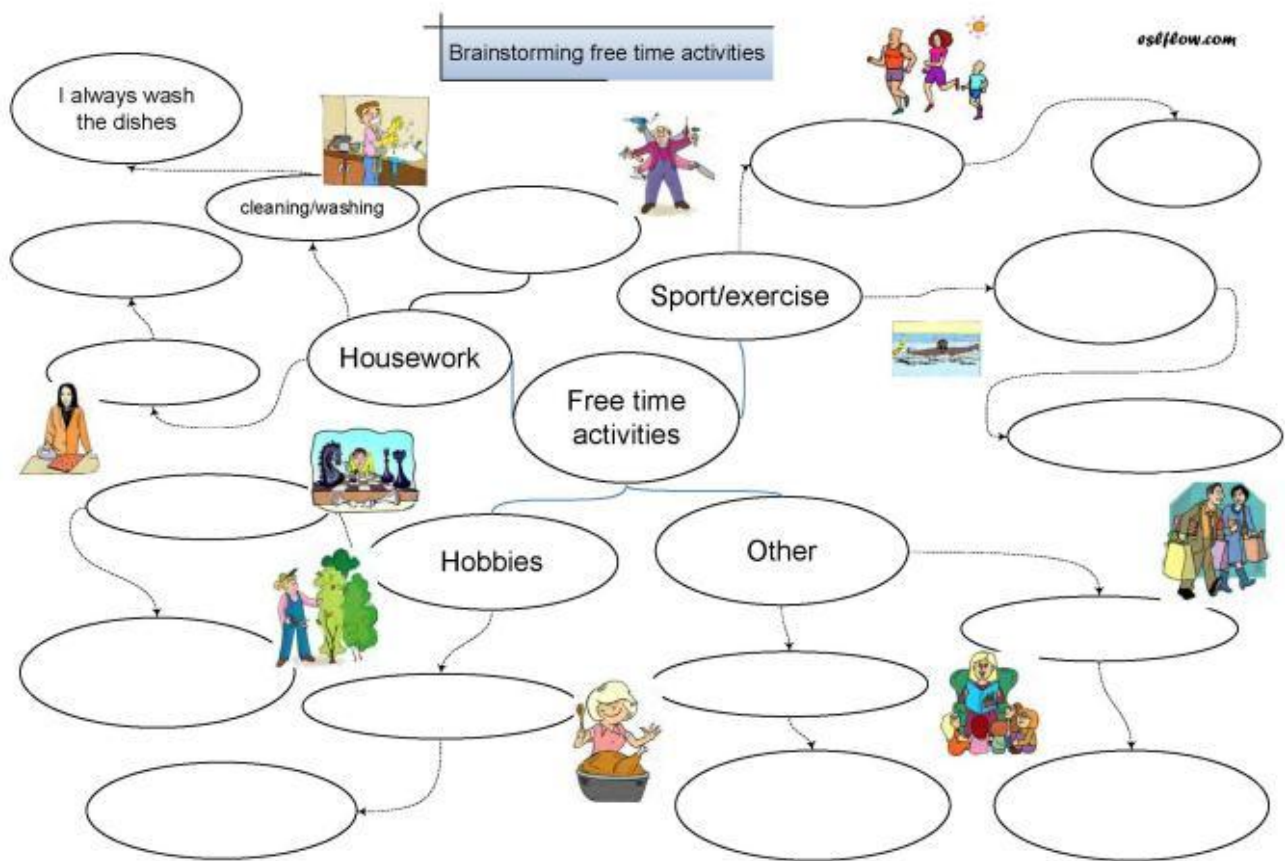 Brainstorming free time activities
eslflow.com
I always wash
the dishes
cleaning/washing
Sport/exercise
Housework
Free time
activities
Hobbies
Other